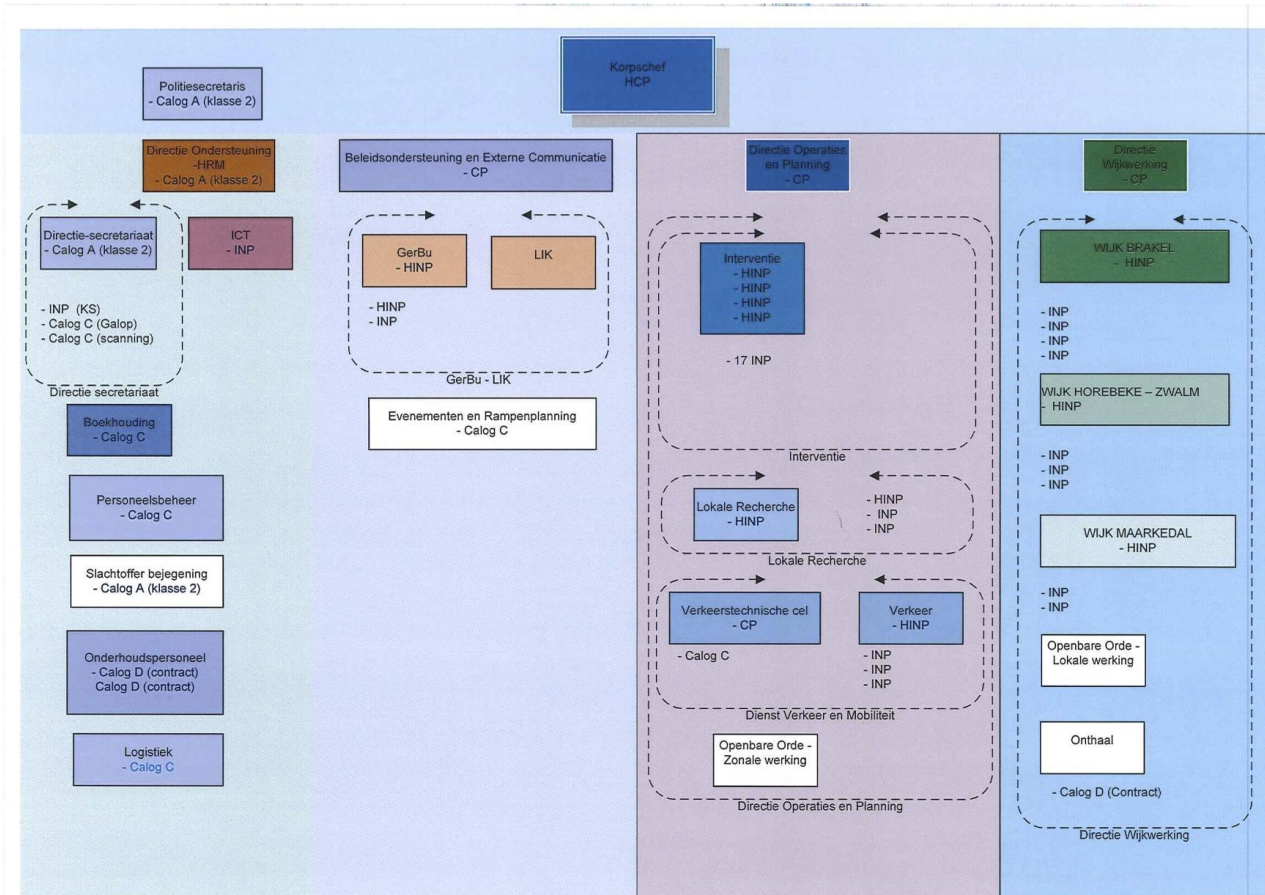 Korpschef
HCP
Politiesecretaris
- Calog A (klasse 2)
Directie Ondersteuning
-HRM
- Calog A (klasse 2)
Directie-secretariaat
- Calog A (klasse 2)
ICT
- INP
- INP (KS)
- Calog C (Galop)
- Calog C (scanning)
Directie secretariaat
Boekhouding
- Calog C
Personeelsbeheer
- Calog C
Slachtoffer bejegening
- Calog A (klasse 2)
Onderhoudspersoneel
- Calog D (contract)
Calog D (contract)
Logistiek
- Calog C
Beleidsondersteuning en Externe Communicatie
- CP
GerBu
- HINP
LIK
- HINP
- INP
GerBu - LIK
Evenementen en Rampenplanning
- Calog C
Directie Operaties
en Planning
- CP
Interventie
- HINP
- HINP
- HINP
- HINP
- 17 INP
Interventie
Lokale Recherche
- HINP
- HINP
- INP
- INP
Lokale Recherche
Verkeerstechnische cel
- CP
- Calog C
Verkeer
- HINP
- INP
- INP
- INP
Dienst Verkeer en Mobiliteit
Openbare Orde -
Zonale werking
Directie Operaties en Planning
Directie
Wijkwerking
- CP
WIJK BRAKEL
- HINP
- INP
- INP
- INP
- INP
WIJK HOREBEKE – ZWALM
- HINP
- INP
- INP
- INP
WIJK MAARKEDAL
- HINP
- INP
- INP
Openbare Orde -
Lokale werking
Onthaal
- Calog D (Contract)
Directie Wijkwerking